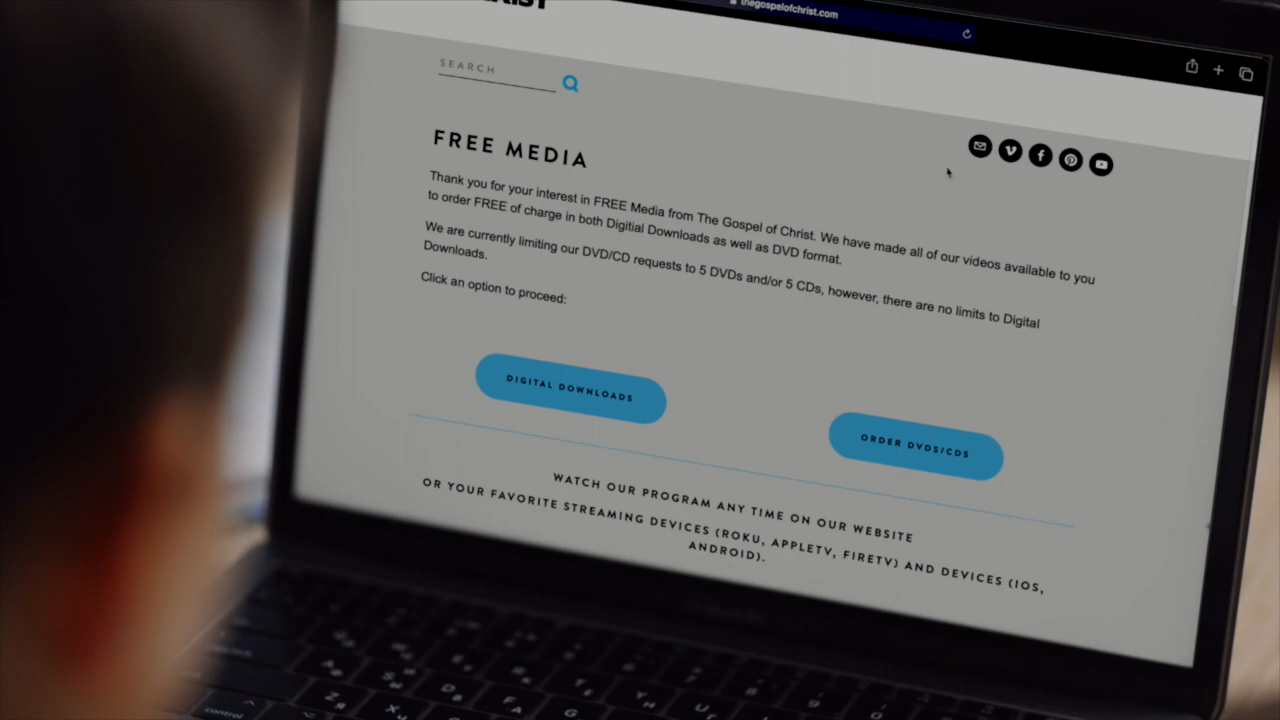 thegospelofchrist.com
SEARCH
FREE MEDIA
Thank you for your interest in FREE Media from The Gospel of Christ. We have made all of our videos available to you
to order FREE of charge in both Digitial Downloads as well as DVD format.
We are currently limiting our DVD/CD requests to 5 DVDs and/or 5 CDs, however, there are no limits to Digital
Downloads.
Click an option to proceed:
DIGITAL DOWNLOADS
ORDER DVDS/CDS
WATCH OUR PROGRAM ANY TIME ON OUR WEBSITE
OR YOUR FAVORITE STREAMING DEVICES (ROKU, APPLETV, FIRETV) AND DEVICES (IOS,
ANDROID).
control